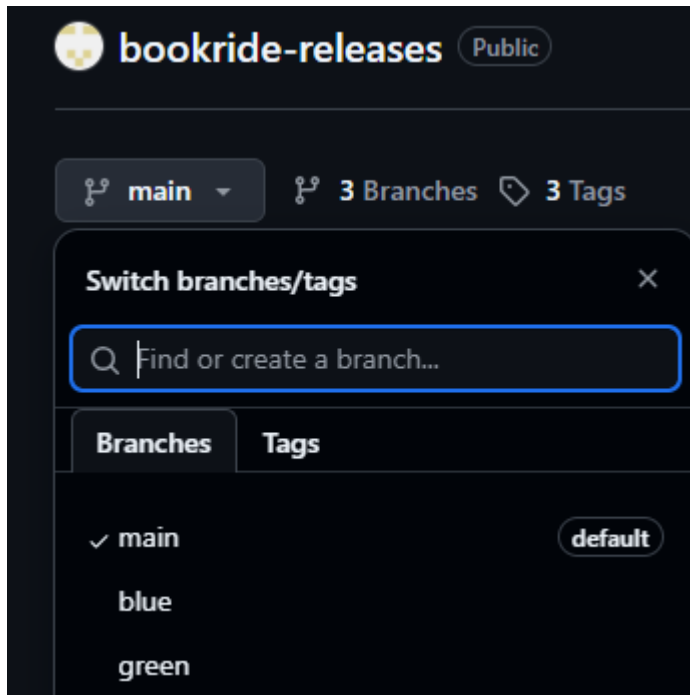 bookride-releases Public
main 3 Branches 3 Tags
Switch branches/tags
Find or create a branch...
Branches Tags
main default
blue
green